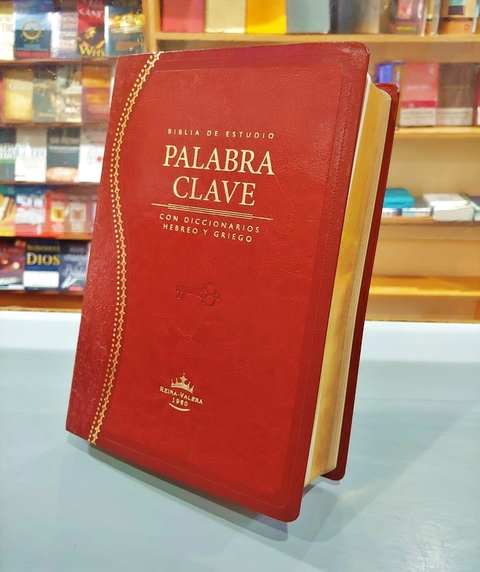 BIBLIA DE ESTUDIO
PALABRA
CLAVE
CON DICCIONARIOS
HEBREO Y GRIEGO
REINA-VALERA
1960
DIOS